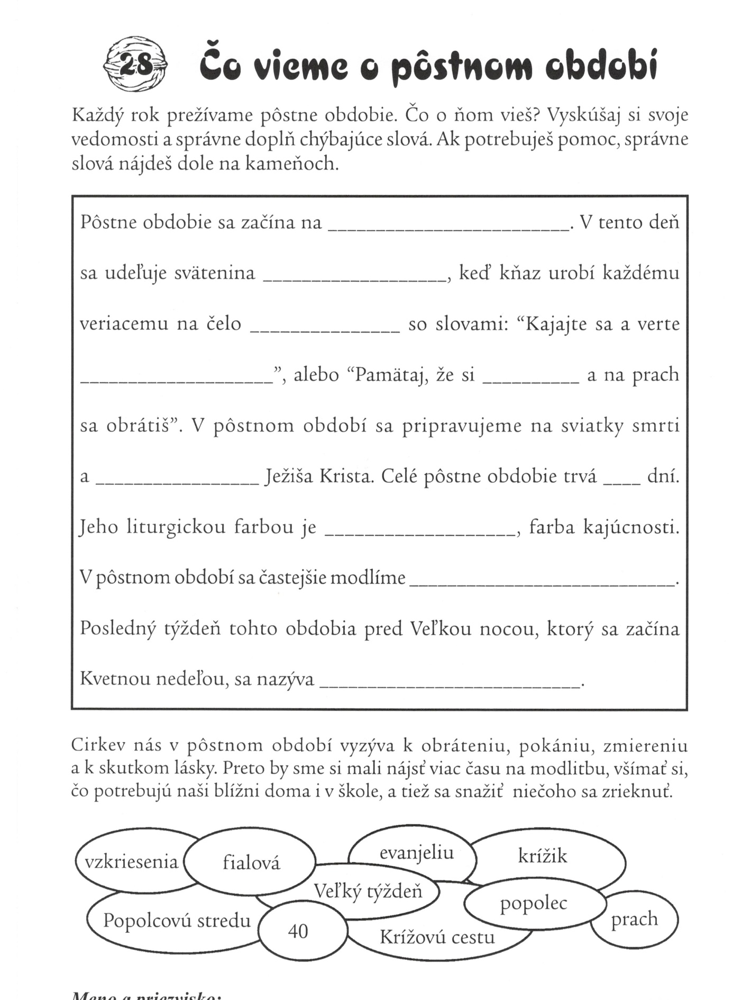 28 Čo vieme o pôstnom období
Každý rok prežívame pôstne obdobie. Čo o ňom vieš? Vyskúšaj si svoje
vedomosti a správne doplň chýbajúce slová. Ak potrebuješ pomoc, správne
slová nájdeš dole na kameňoch.
Pôstne obdobie sa začína na _________________________. V tento deň
sa udeľuje svätenina ___________________, keď kňaz urobí každému
veriacemu na čelo _______________ so slovami: “Kajajte sa a verte
____________________”, alebo “Pamätaj, že si __________ a na prach
sa obrátiš”. V pôstnom období sa pripravujeme na sviatky smrti
a _________________ Ježiša Krista. Celé pôstne obdobie trvá ____ dní.
Jeho liturgickou farbou je ___________________, farba kajúcnosti.
V pôstnom období sa častejšie modlíme ____________________________.
Posledný týždeň tohto obdobia pred Veľkou nocou, ktorý sa začína
Kvetnou nedeľou, sa nazýva ___________________________.
Cirkev nás v pôstnom období vyzýva k obráteniu, pokániu, zmiereniu
a k skutkom lásky. Preto by sme si mali nájsť viac času na modlitbu, všímať si,
čo potrebujú naši blížni doma i v škole, a tiež sa snažiť niečoho sa zrieknuť.
vzkriesenia
fialová
evanjeliu
krížik
Veľký týždeň
popolec
Popolcovú stredu
40
Krížovú cestu
prach
Meno a priezvisko: